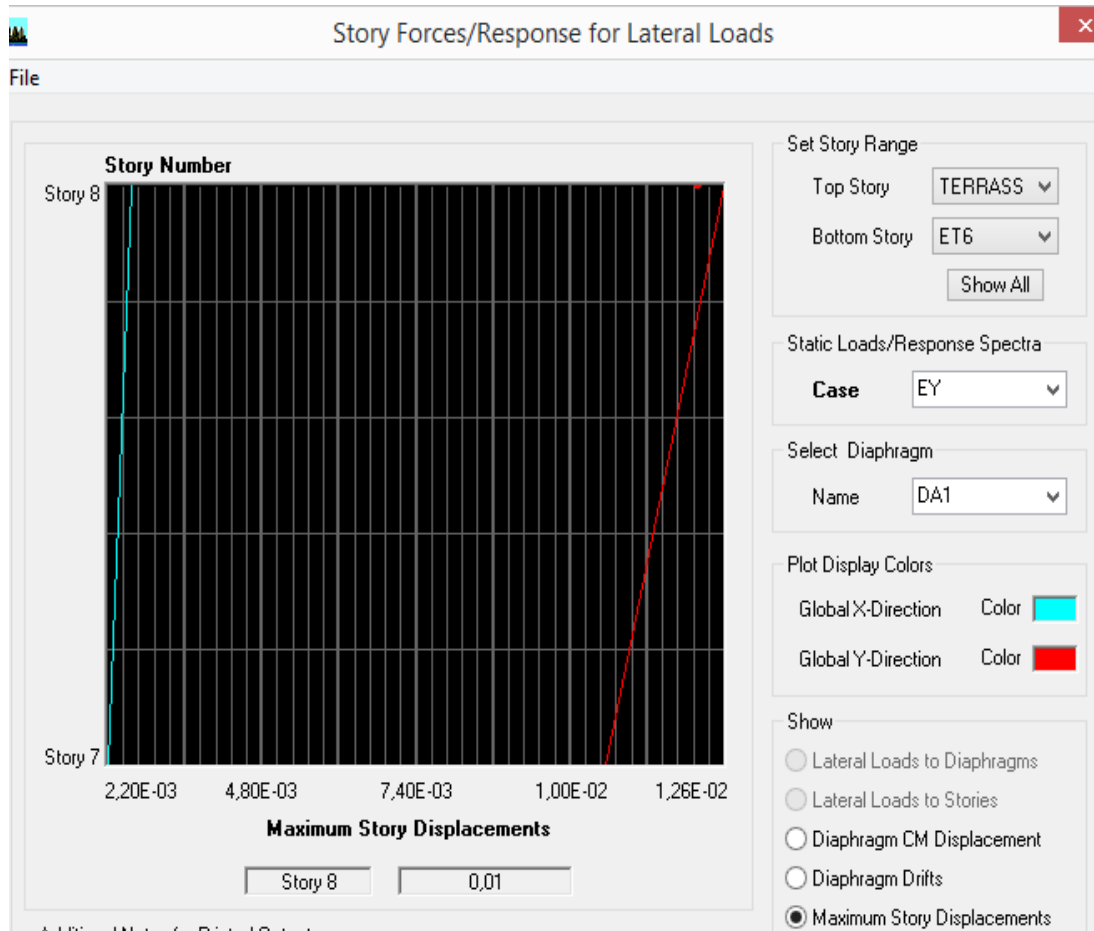 Story Forces/Response for Lateral Loads
File
Story Number
Story 8
Story 7
2,20E-03 4,80E-03 7,40E-03 1,00E-02 1,26E-02
Maximum Story Displacements
Story 8 0,01
Set Story Range
Top Story TERRASS
Bottom Story ET6
Show All
Static Loads/Response Spectra
Case EY
Select Diaphragm
Name DA1
Plot Display Colors
Global X-Direction Color
Global Y-Direction Color
Show
Lateral Loads to Diaphragms
Lateral Loads to Stories
Diaphragm CM Displacement
Diaphragm Drifts
Maximum Story Displacements